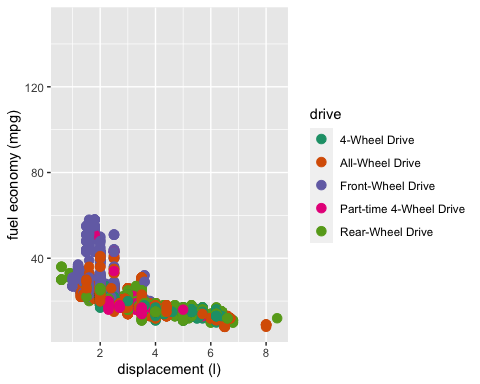 120
80
40
fuel economy (mpg)
2 4 6 8
displacement (l)
drive
4-Wheel Drive
All-Wheel Drive
Front-Wheel Drive
Part-time 4-Wheel Drive
Rear-Wheel Drive